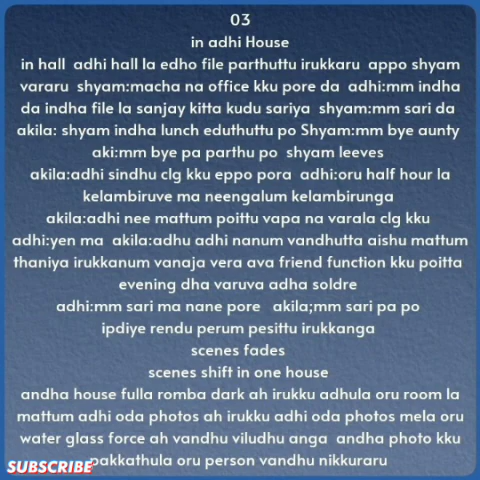 03
in adhi House
in hall  adhi hall la edho file parthuttu irukkaru  appo shyam
vararu  shyam:macha na office kku pore da  adhi:mm indha
da indha file la sanjay kitta kudu sariya  shyam:mm sari da
akila: shyam indha lunch eduthuttu po Shyam:mm bye aunty
aki:mm bye pa parthu po  shyam leeves
akila:adhi sindhu clg kku eppo pora  adhi:oru half hour la
kelambiruve ma neengalum kelambirunga
akila:adhi nee mattum poittu vapa na varala clg kku
adhi:yen ma  akila:adhu adhi nanum vandhutta aishu mattum
thaniya irukkanum vanaja vera ava friend function kku poitta
evening dha varuva adha soldre
adhi:mm sari ma nane pore   akila;mm sari pa po
ipdiye rendu perum pesittu irukkanga
scenes fades
scenes shift in one house
andha house fulla romba dark ah irukku adhula oru room la
mattum adhi oda photos ah irukku adhi oda photos mela oru
water glass force ah vandhu viludhu anga  andha photo kku
pakkathula oru person vandhu nikkuraru
SUBSCRIBE